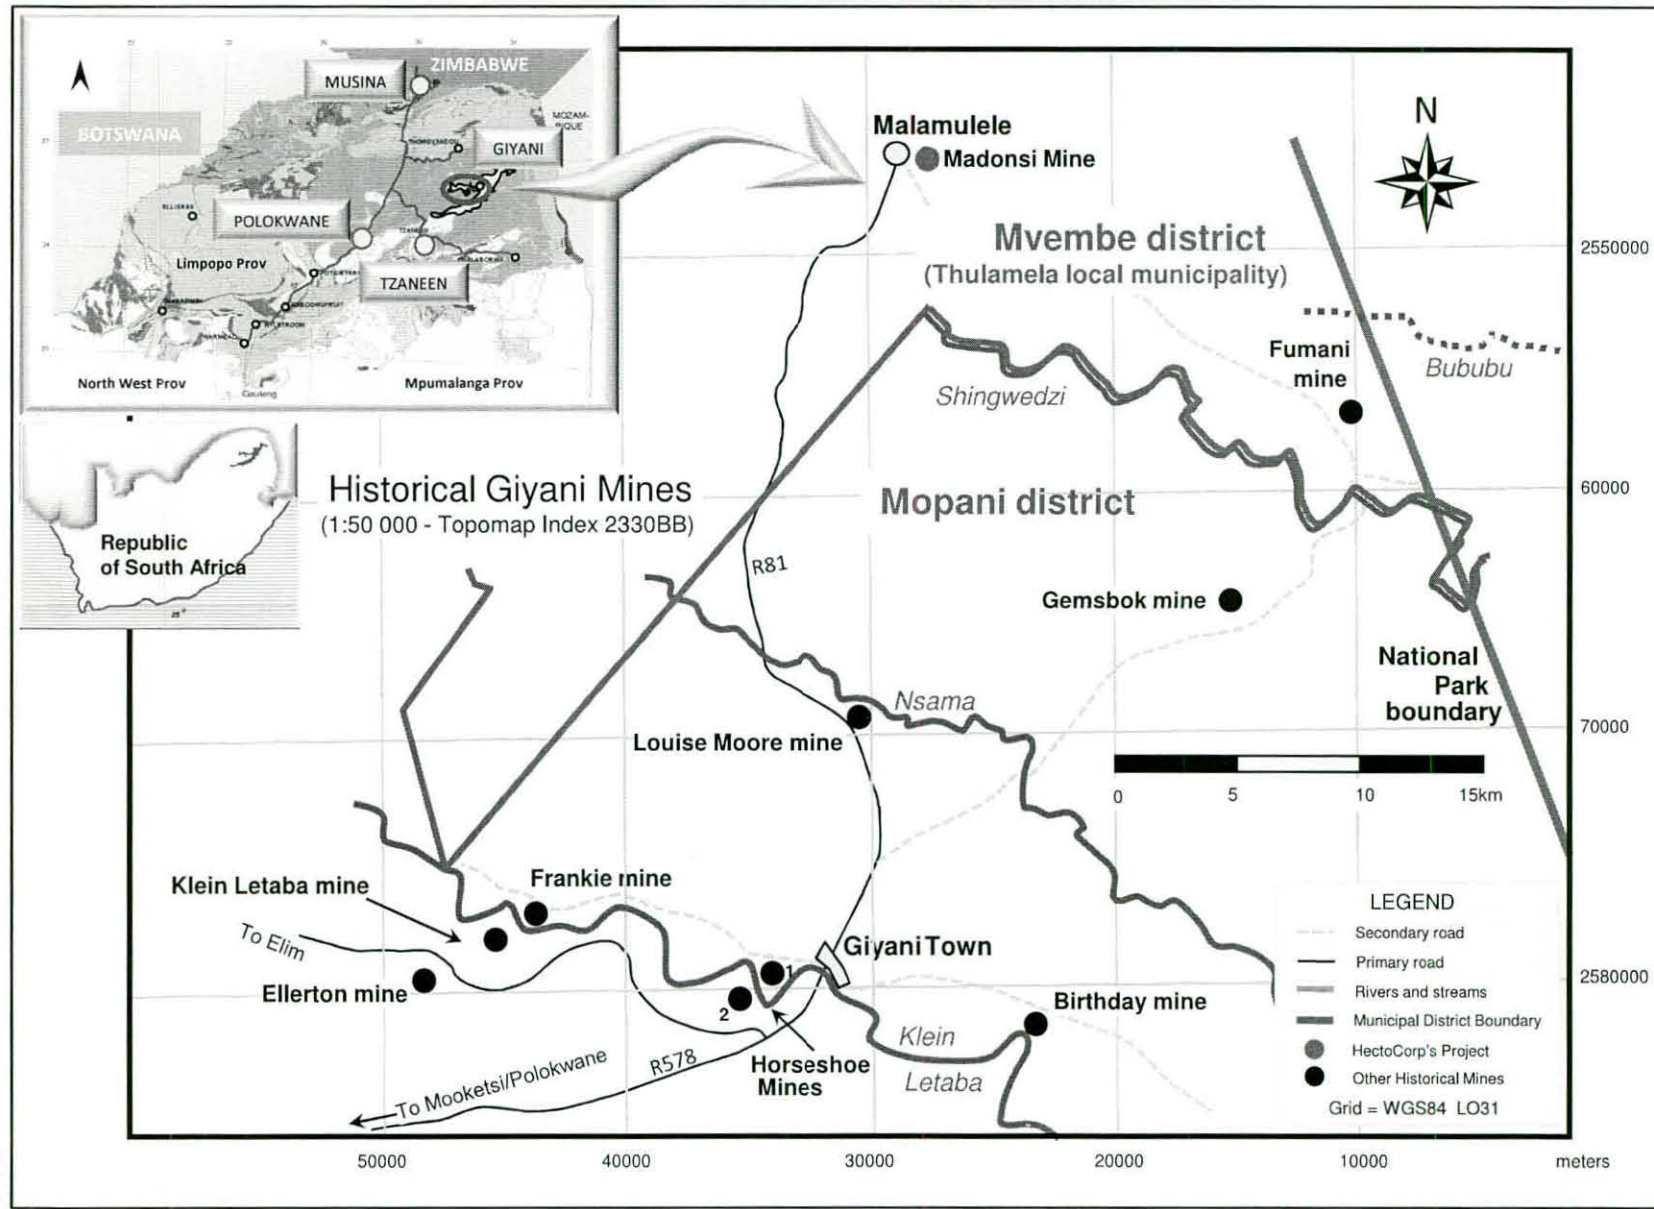 ZIMBABWE
MUSINA
MOZAM-
BIQUE
BOTSWANA
GIYANI
POLOKWANE
Limpopo Prov
TZANEEN
North West Prov
Mpumalanga Prov
Gauteng
Republic
of South Africa
Historical Giyani Mines
(1:50 000 - Topomap Index 2330BB)
Malamulele
Madonsi Mine
N
Mvembe district
(Thulamela local municipality)
2550000
Fumani
mine
Bububu
Shingwedzi
Mopani district
60000
R81
Gemsbok mine
National
Park
boundary
Nsama
Louise Moore mine
70000
0 5 10 15km
Klein Letaba mine
Frankie mine
To Elim
Ellerton mine
Giyani Town
1
2
Horseshoe
Mines
Birthday mine
2580000
Klein
Letaba
R578
To Mooketsi/Polokwane
LEGEND
Secondary road
Primary road
Rivers and streams
Municipal District Boundary
HectoCorp's Project
Other Historical Mines
Grid = WGS84 LO31
50000 40000 30000 20000 10000 meters